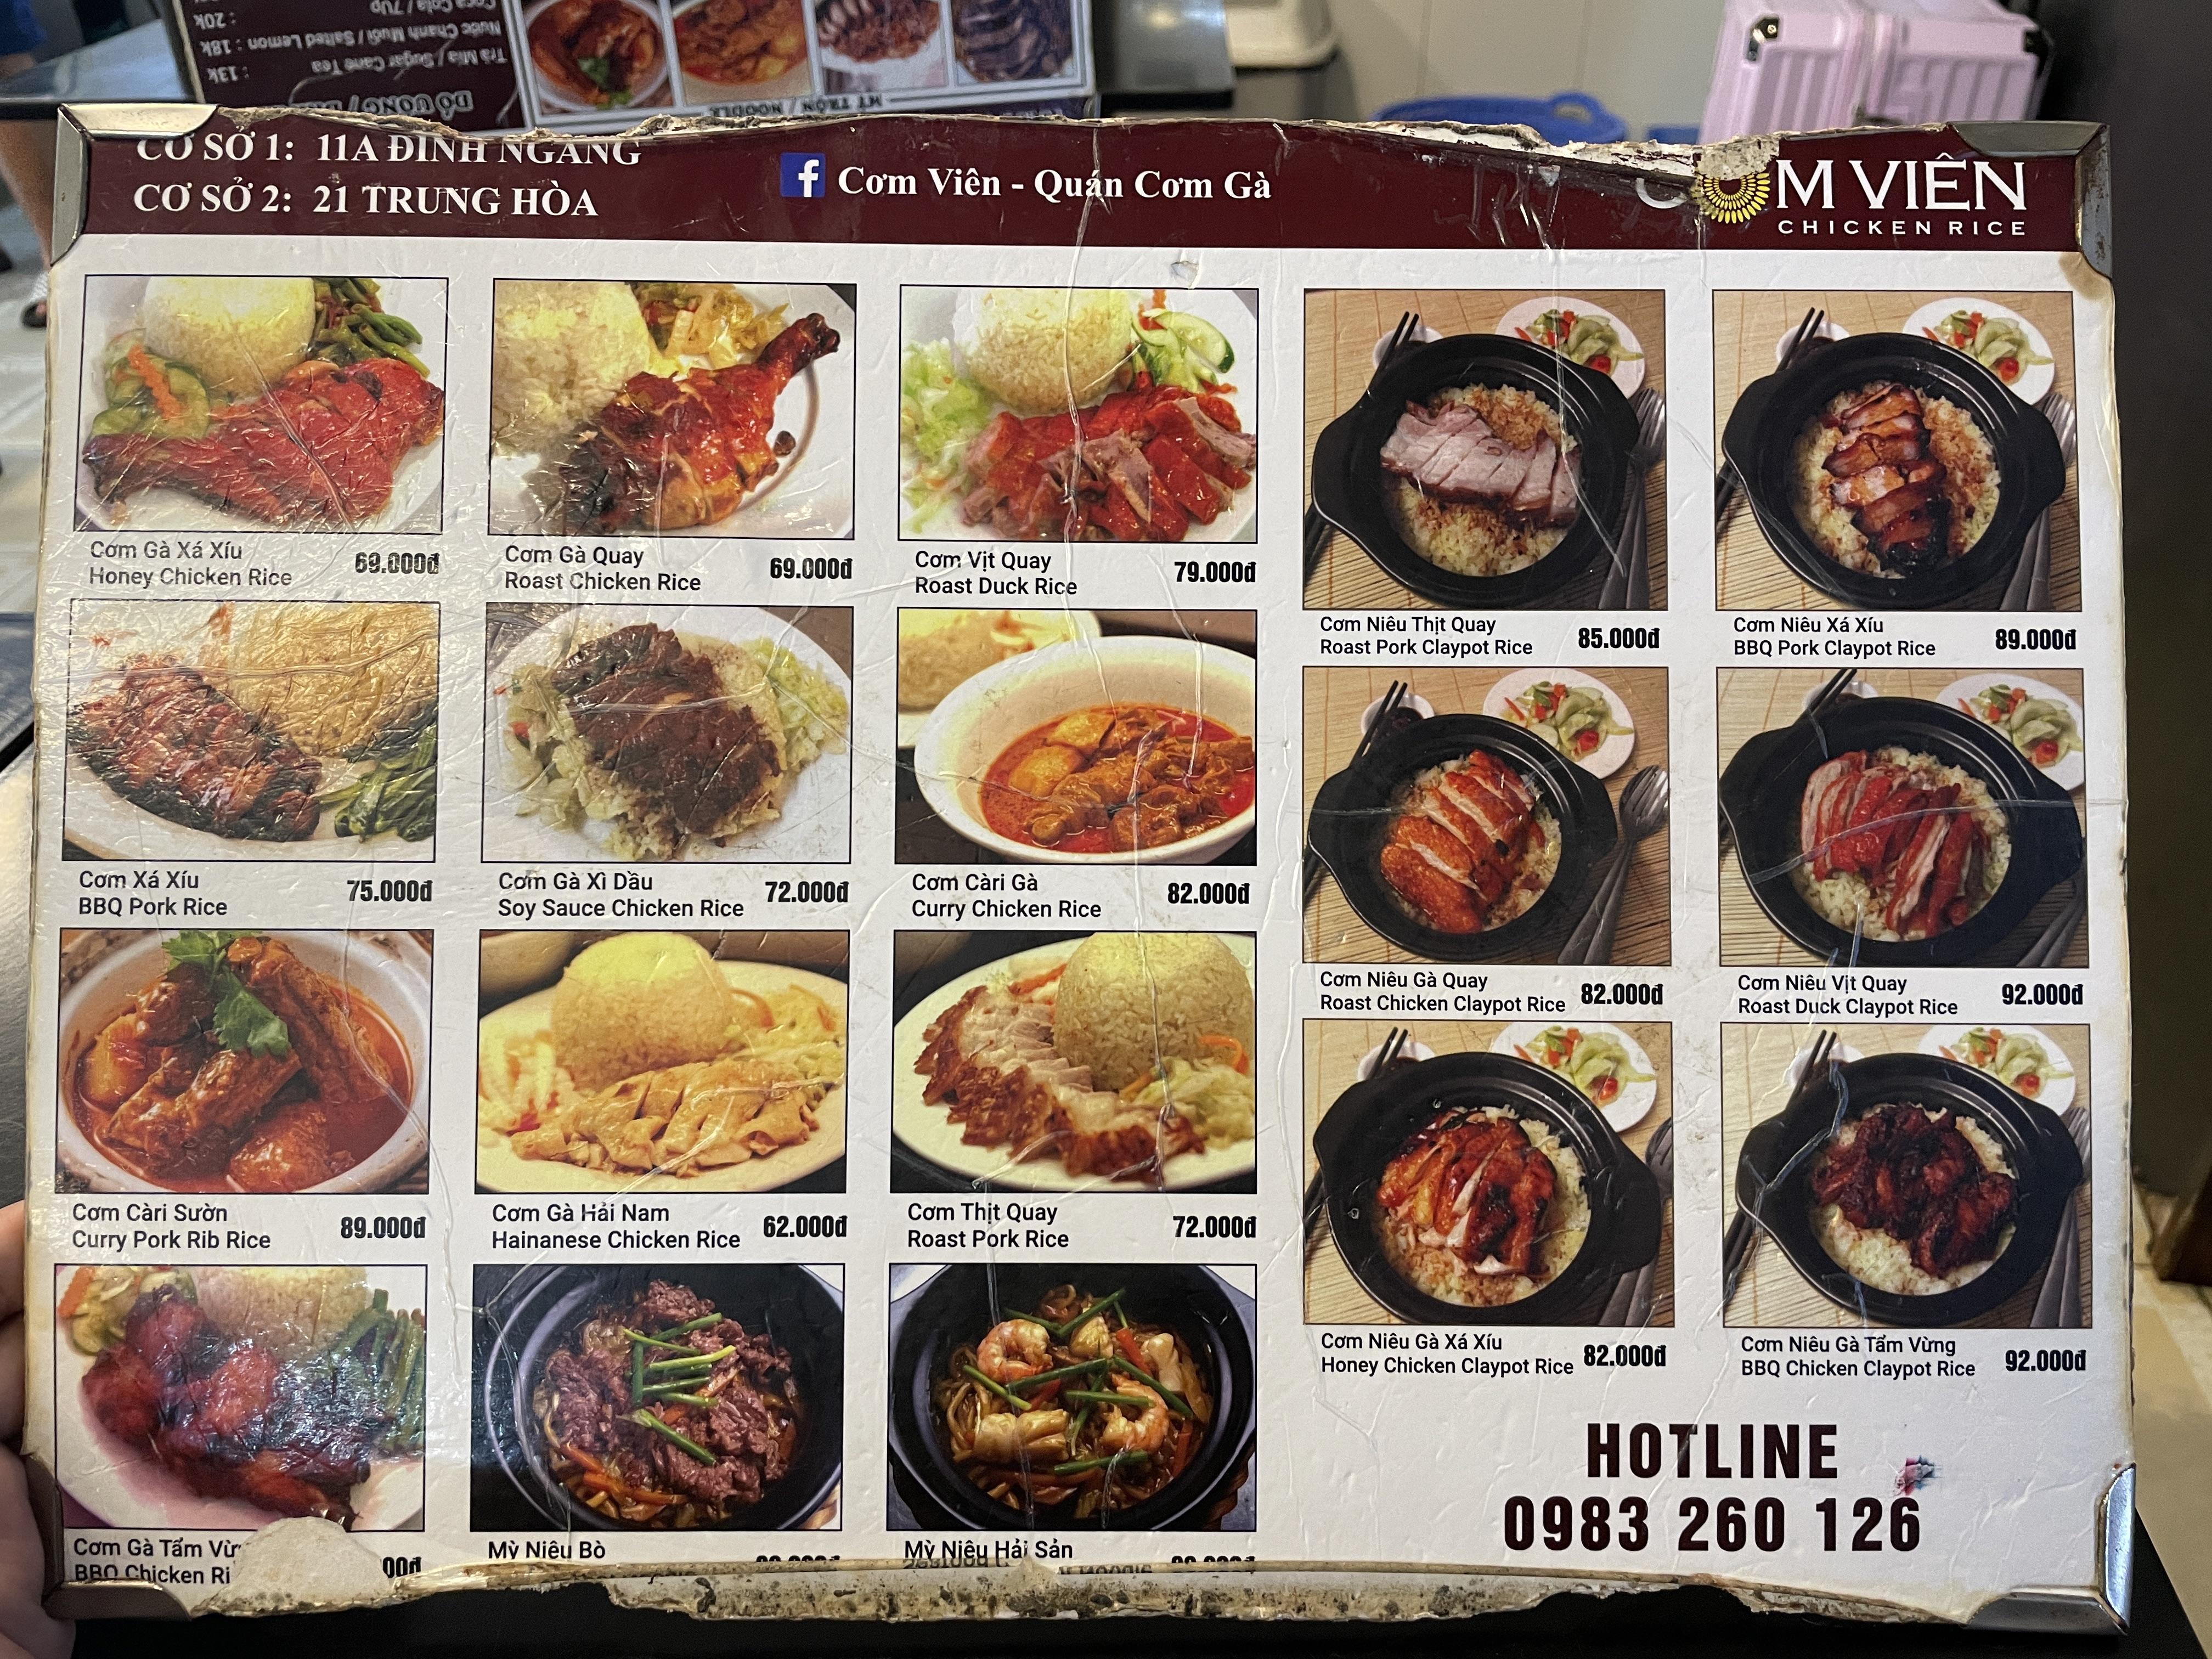 Coca Cola / 7Up
: 20k
Nước Chanh Muối / Salted Lemon : 18k
Trà Mía / Sugar Cane Tea : 13k
ĐỒ UỐNG /
MỲ TRỘN / NOODLE
CƠ SỞ 1: 11A ĐINH NGANG
CƠ SỞ 2: 21 TRUNG HÒA
f Cơm Viên - Quán Cơm Gà
M VIÊN
CHICKEN RICE
Cơm Gà Xá Xíu
Honey Chicken Rice 69.000đ
Cơm Gà Quay
Roast Chicken Rice 69.000đ
Cơm Vịt Quay
Roast Duck Rice 79.000đ
Cơm Niêu Thịt Quay
Roast Pork Claypot Rice 85.000đ
Cơm Niêu Xá Xíu
BBQ Pork Claypot Rice 89.000đ
Cơm Xá Xíu
BBQ Pork Rice 75.000đ
Cơm Gà Xì Dầu
Soy Sauce Chicken Rice 72.000đ
Cơm Càri Gà
Curry Chicken Rice 82.000đ
Cơm Niêu Gà Quay
Roast Chicken Claypot Rice 82.000đ
Cơm Niêu Vịt Quay
Roast Duck Claypot Rice 92.000đ
Cơm Càri Sườn
Curry Pork Rib Rice 89.000đ
Cơm Gà Hải Nam
Hainanese Chicken Rice 62.000đ
Cơm Thịt Quay
Roast Pork Rice 72.000đ
Cơm Niêu Gà Xá Xíu
Honey Chicken Claypot Rice 82.000đ
Cơm Niêu Gà Tẩm Vừng
BBQ Chicken Claypot Rice 92.000đ
Cơm Gà Tẩm
BBQ Chicken
Mỳ Niêu Bò
Mỳ Niêu Hải Sản
HOTLINE
0983 260 126